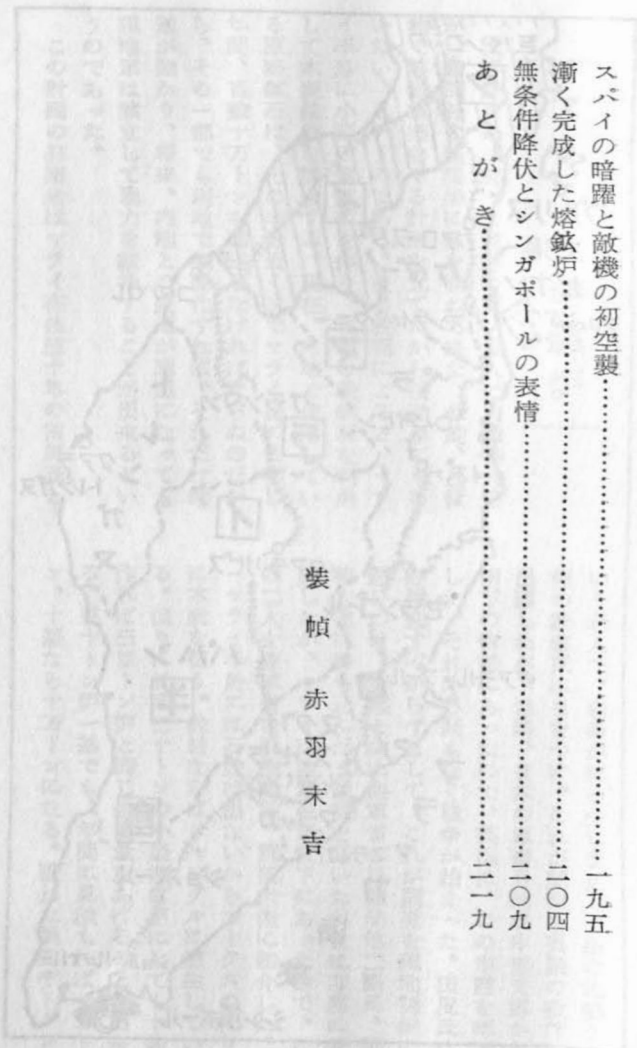 スパイの暗躍と敵機の初空襲……………一九五
漸く完成した熔鉱炉……………二〇四
無条件降伏とシンガポールの表情……………二〇九
あとがき……………二一九
装幀 赤羽末吉